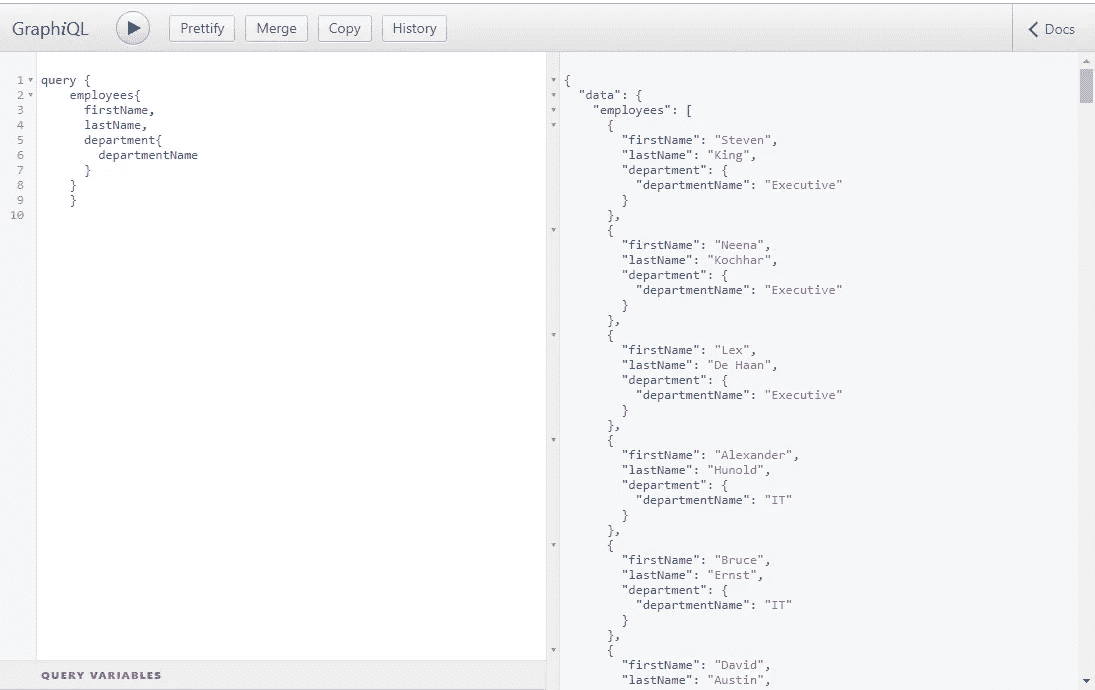 GraphiQL Prettify Merge Copy History Docs
1 query {
2 employees{
3 firstName,
4 lastName,
5 department{
6 departmentName
7 }
8 }
9 }
10
QUERY VARIABLES
{
"data": {
"employees": [
{
"firstName": "Steven",
"lastName": "King",
"department": {
"departmentName": "Executive"
}
},
{
"firstName": "Neena",
"lastName": "Kochhar",
"department": {
"departmentName": "Executive"
}
},
{
"firstName": "Lex",
"lastName": "De Haan",
"department": {
"departmentName": "Executive"
}
},
{
"firstName": "Alexander",
"lastName": "Hunold",
"department": {
"departmentName": "IT"
}
},
{
"firstName": "Bruce",
"lastName": "Ernst",
"department": {
"departmentName": "IT"
}
},
{
"firstName": "David",
"lastName": "Austin",